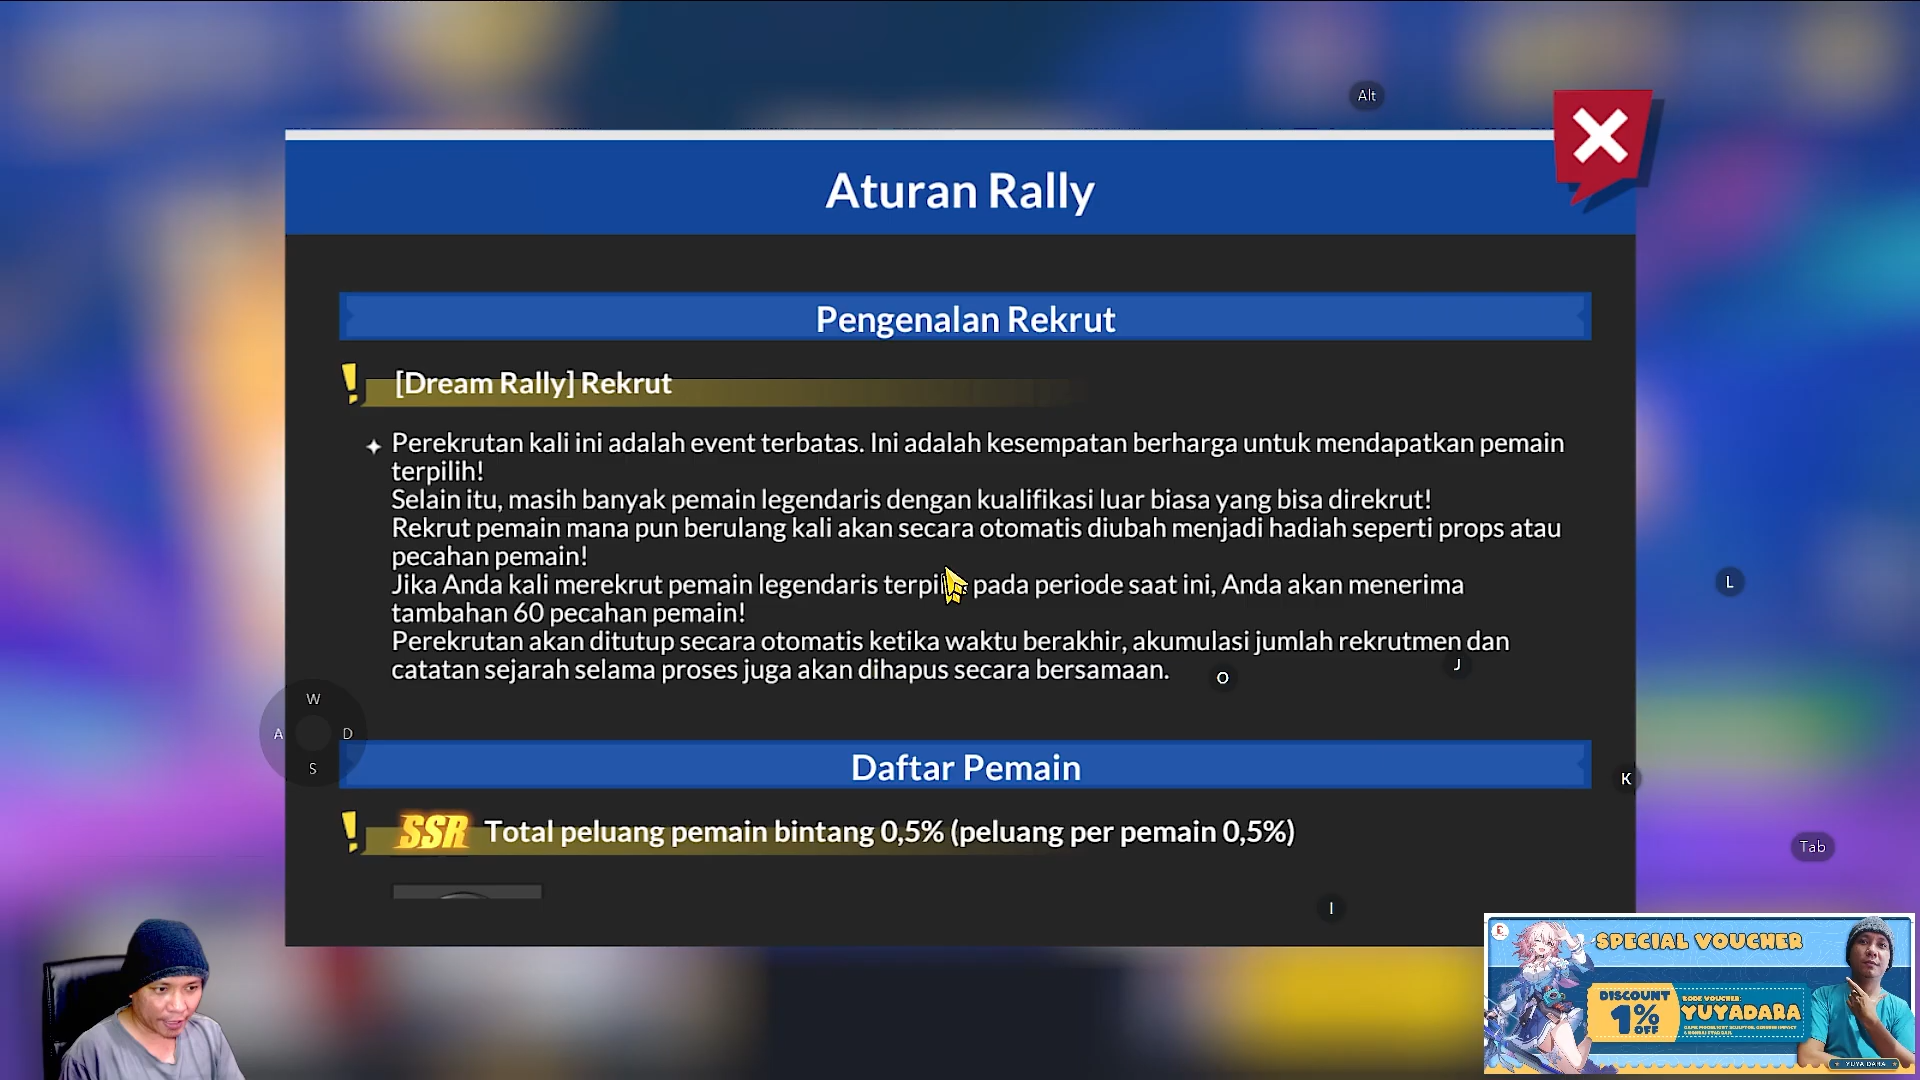 Alt
Aturan Rally
Pengenalan Rekrut
[Dream Rally] Rekrut
Perekrutan kali ini adalah event terbatas. Ini adalah kesempatan berharga untuk mendapatkan pemain
terpilih!
Selain itu, masih banyak pemain legendaris dengan kualifikasi luar biasa yang bisa direkrut!
Rekrut pemain mana pun berulang kali akan secara otomatis diubah menjadi hadiah seperti props atau
pecahan pemain!
Jika Anda kali merekrut pemain legendaris pada periode saat ini, Anda akan menerima
tambahan 60 pecahan pemain!
Perekrutan akan ditutup secara otomatis ketika waktu berakhir, akumulasi jumlah rekrutmen dan
catatan sejarah selama proses juga akan dihapus secara bersamaan.
L
J
O
W
A
D
S
Daftar Pemain
K
SSR Total peluang pemain bintang 0,5% (peluang per pemain 0,5%)
Tab
I
SPECIAL VOUCHER
DISCOUNT
1%
OFF
KODE VOUCHER:
YUYADARA
YUYA DARA